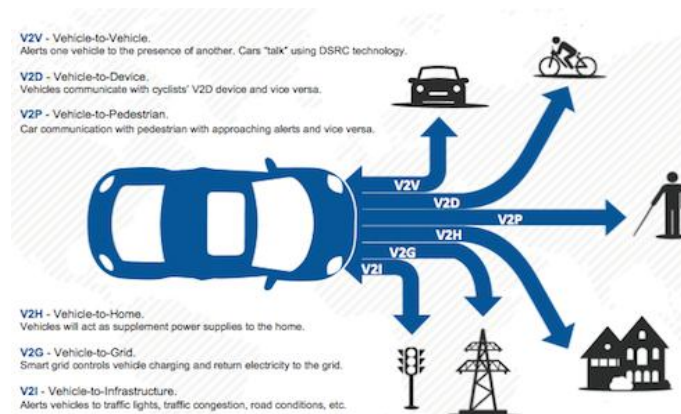 V2V - Vehicle-to-Vehicle.
Alerts one vehicle to the presence of another. Cars "talk" using DSRC technology.
V2D - Vehicle-to-Device.
Vehicles communicate with cyclists' V2D device and vice versa.
V2P - Vehicle-to-Pedestrian.
Car communication with pedestrian with approaching alerts and vice versa.
V2V
V2D
V2P
V2H
V2G
V2I
V2H - Vehicle-to-Home.
Vehicles will act as supplement power supplies to the home.
V2G - Vehicle-to-Grid.
Smart grid controls vehicle charging and return electricity to the grid.
V2I - Vehicle-to-Infrastructure.
Alerts vehicles to traffic lights, traffic congestion, road conditions, etc.